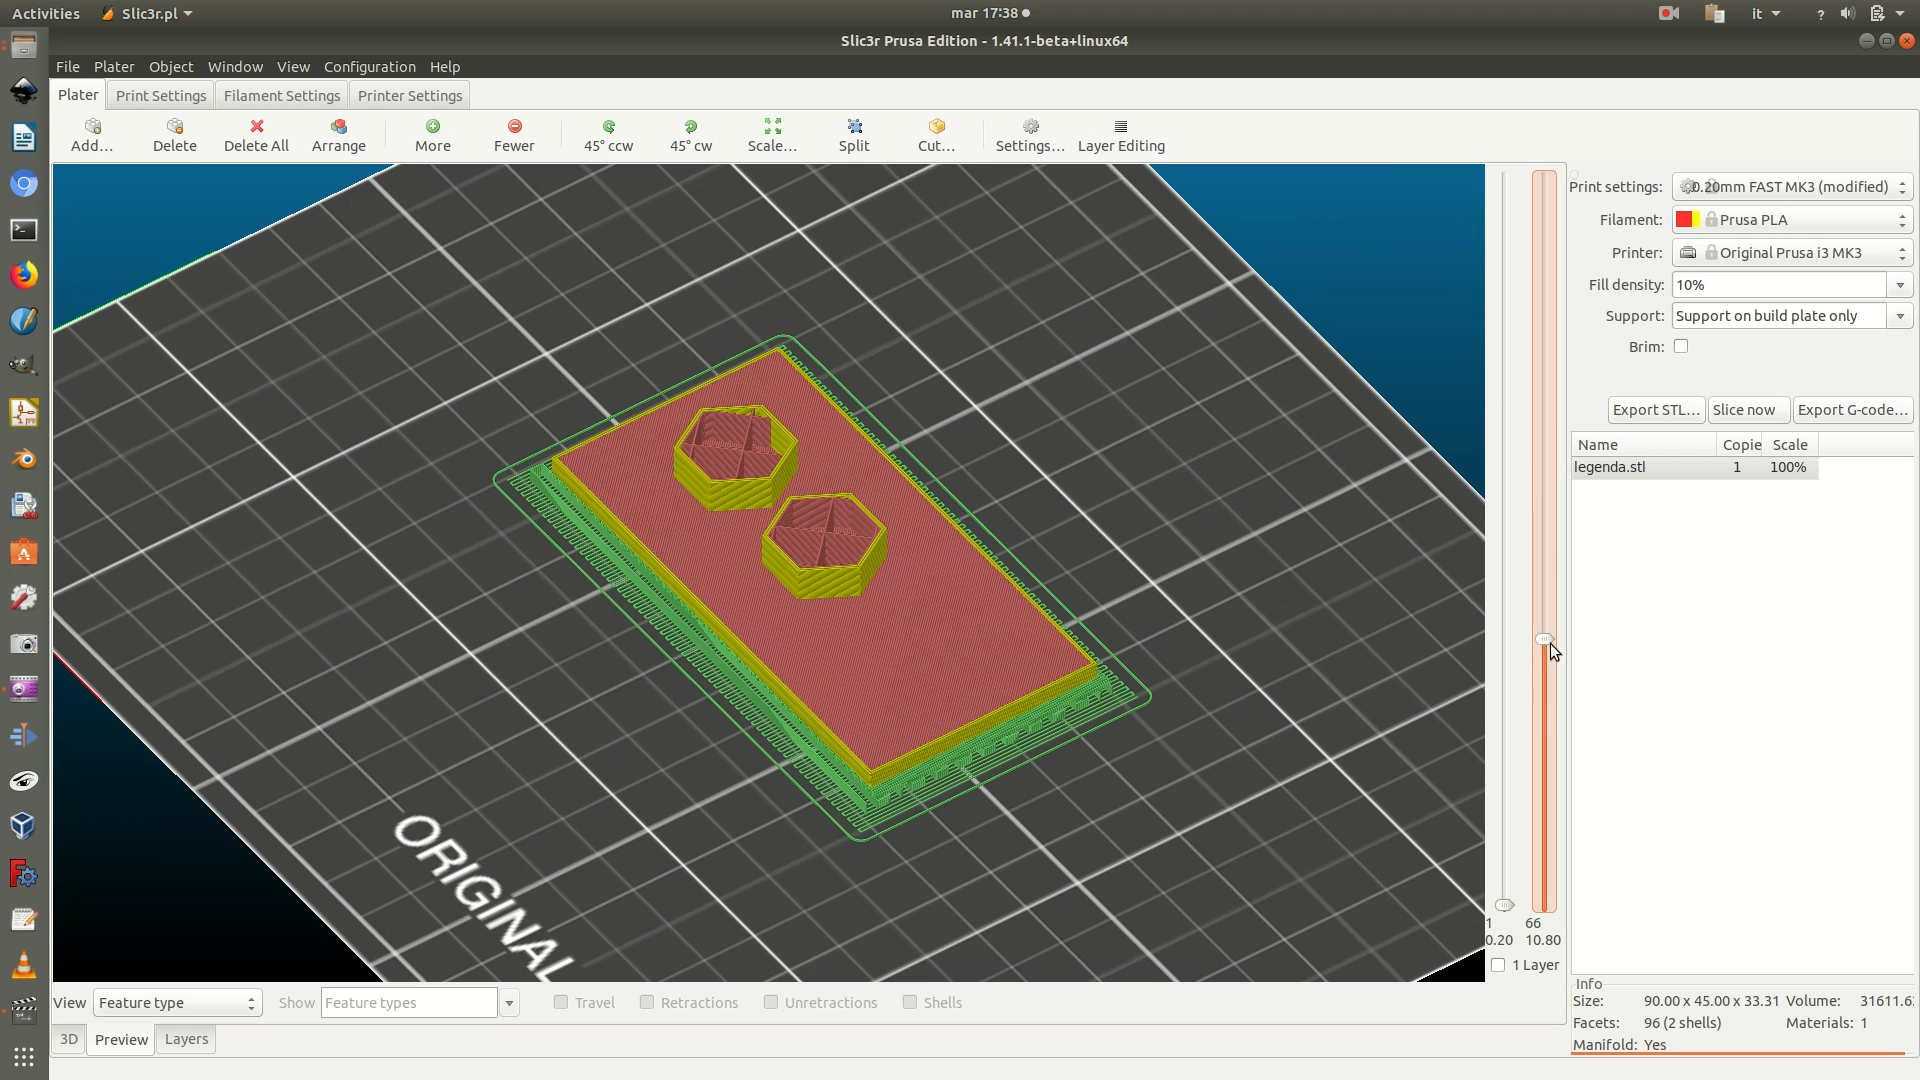 Activities Slic3r.pl mar 17:38 it ?
Slic3r Prusa Edition - 1.41.1-beta+linux64
File Plater Object Window View Configuration Help
Plater Print Settings Filament Settings Printer Settings
Add... Delete Delete All Arrange More Fewer 45° ccw 45° cw Scale... Split Cut... Settings... Layer Editing
Print settings: 0.20mm FAST MK3 (modified)
Filament: Prusa PLA
Printer: Original Prusa i3 MK3
Fill density: 10%
Support: Support on build plate only
Brim:
Export STL... Slice now Export G-code...
Name Copie Scale
legenda.stl 1 100%
ORIGINAL
1 66
0.20 10.80
1 Layer
Info
Size: 90.00 x 45.00 x 33.31 Volume: 31611.6
Facets: 96 (2 shells) Materials: 1
Manifold: Yes
View Feature type Show Feature types Travel Retractions Unretractions Shells
3D Preview Layers